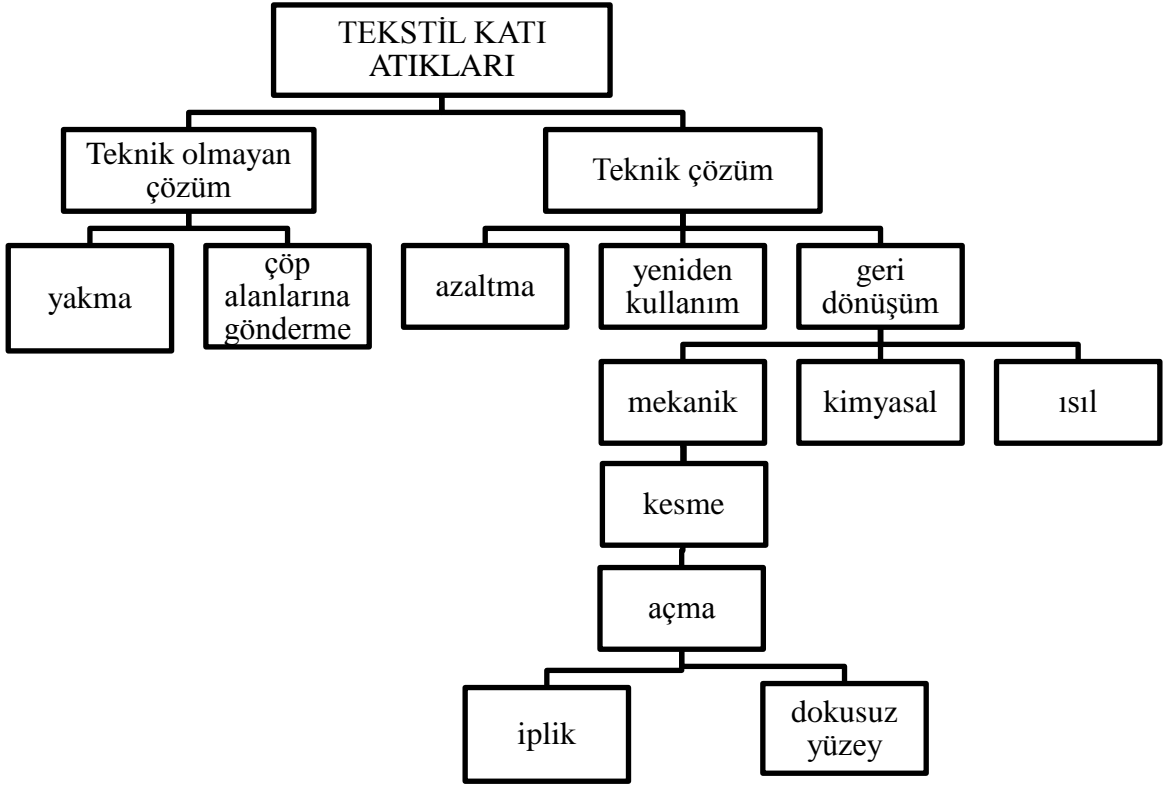 TEKSTİL KATI
ATIKLARI
Teknik olmayan
çözüm
Teknik çözüm
yakma
çöp
alanlarına
gönderme
azaltma
yeniden
kullanım
geri
dönüşüm
mekanik
kimyasal
ısıl
kesme
açma
iplik
dokusuz
yüzey